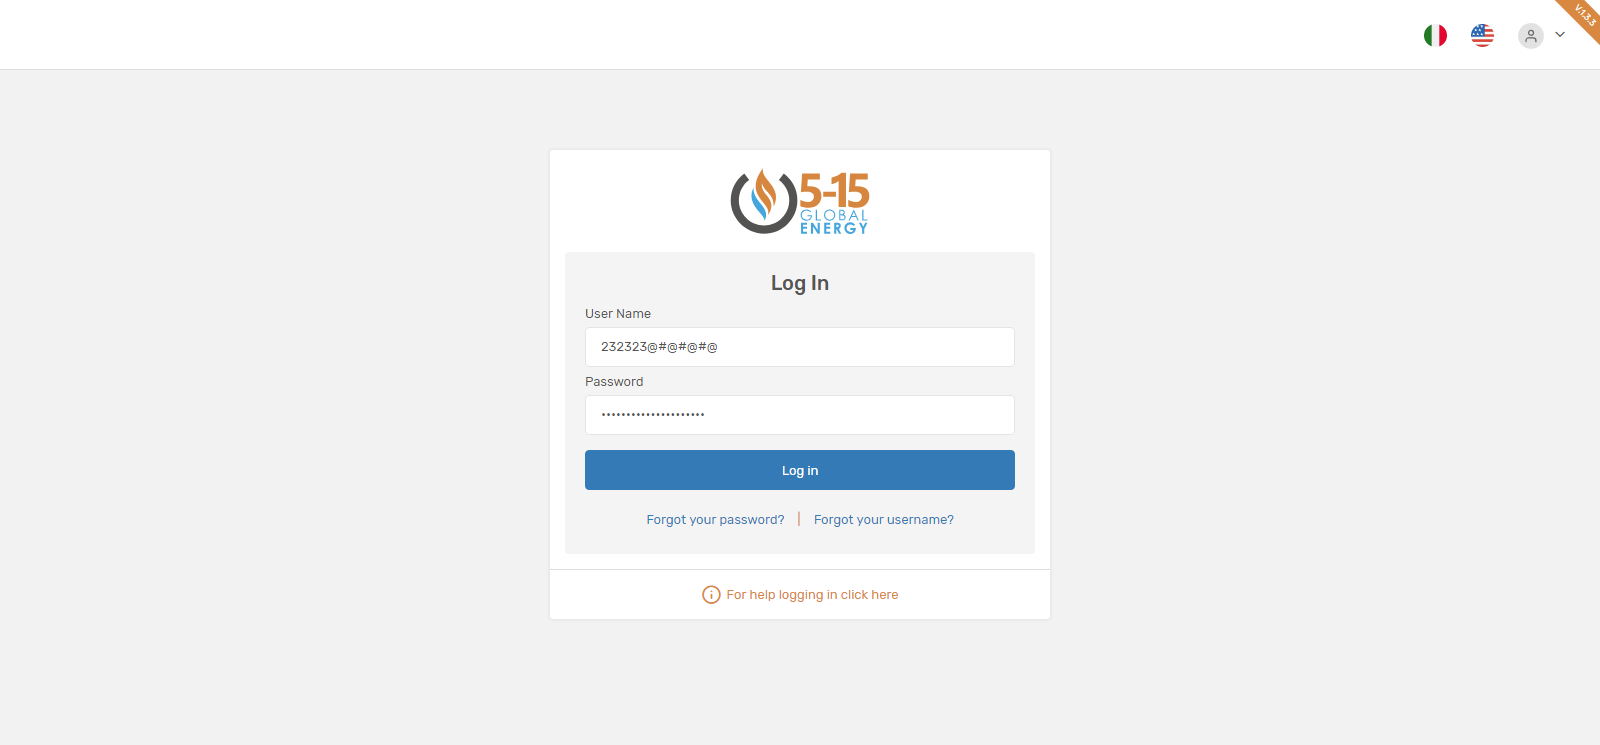 V.1.3.3
5-15
GLOBAL
ENERGY
Log In
User Name
232323@#@#@#@
Password
•••••••••••••••••••••
Log in
Forgot your password? | Forgot your username?
For help logging in click here